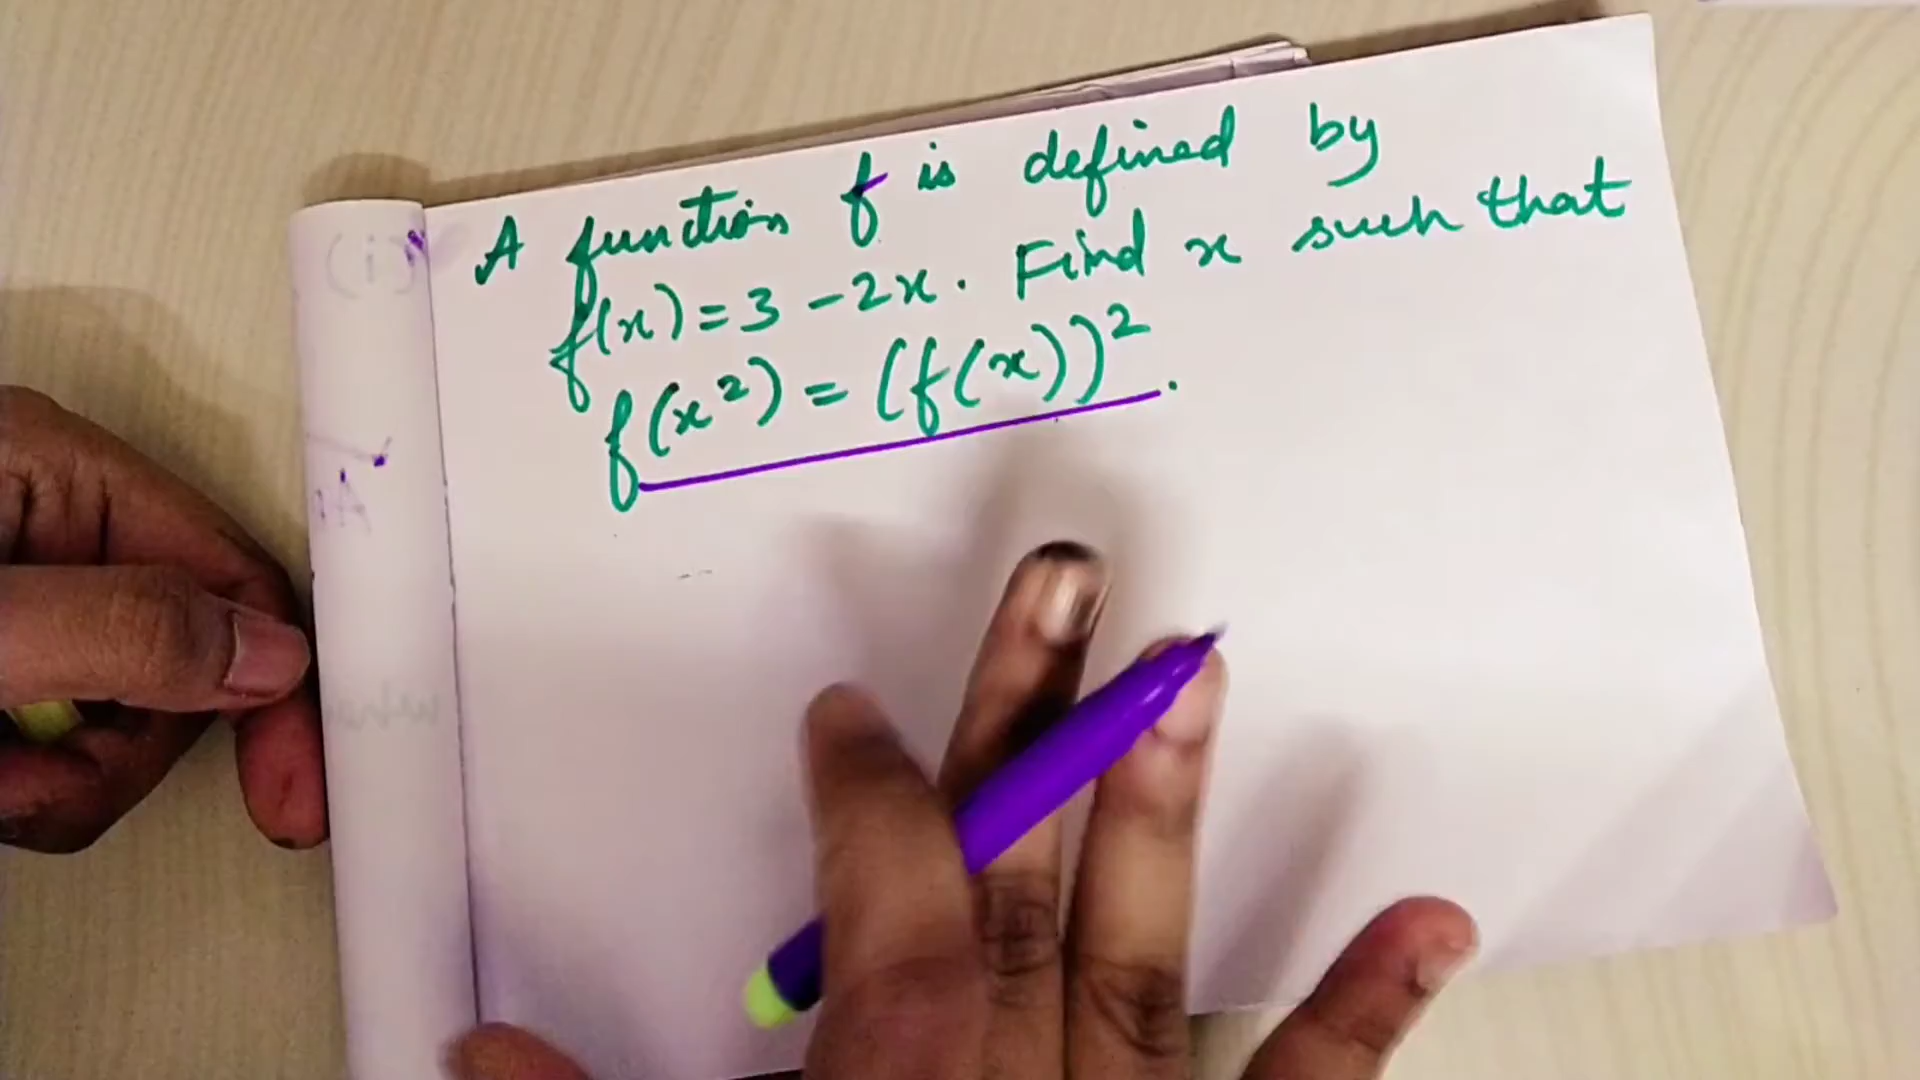 A function f is defined by
f(x) = 3 - 2x. Find x such that
f(x²) = (f(x))².